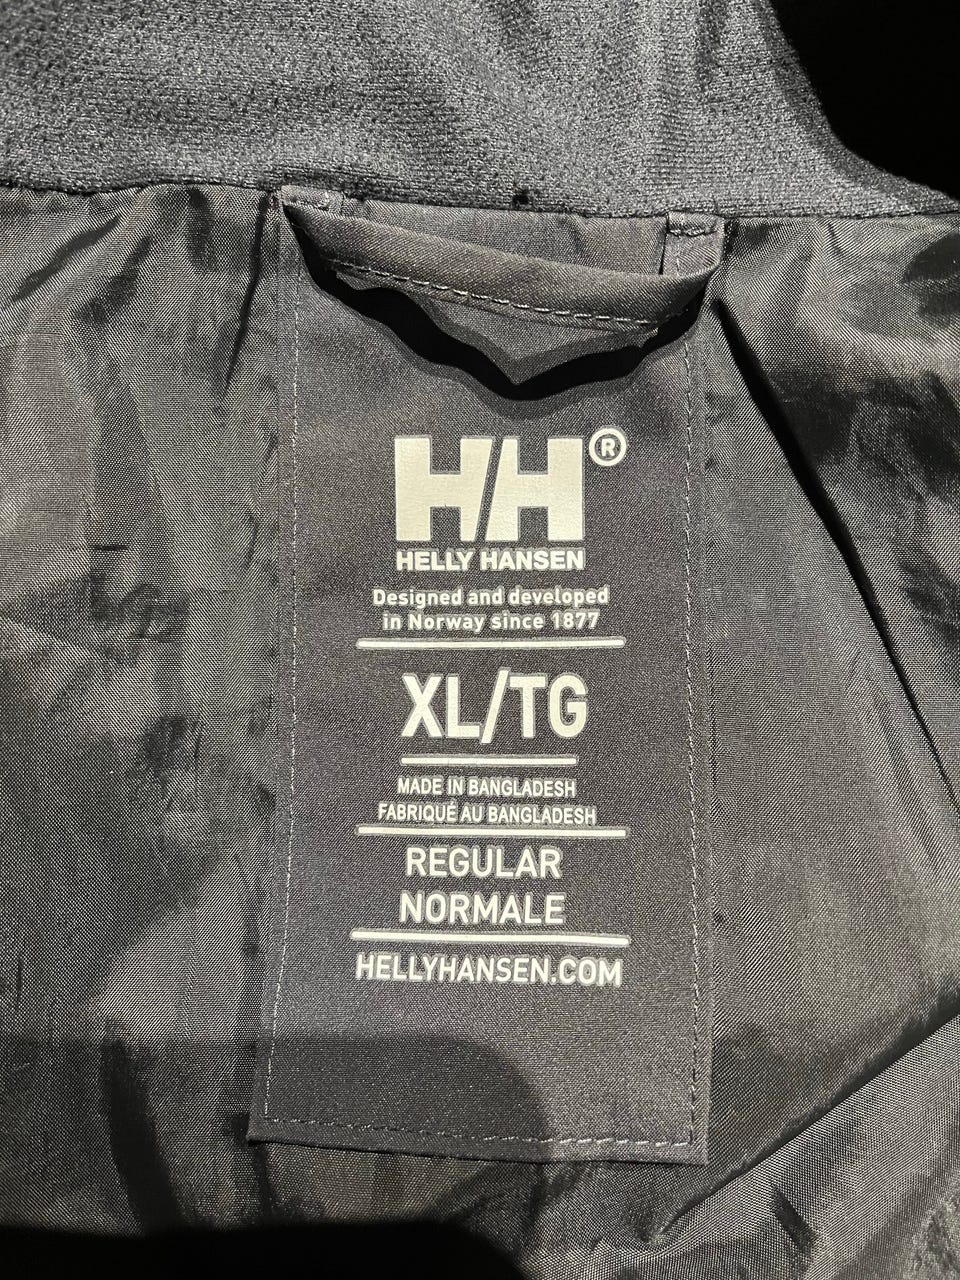 HH®
HELLY HANSEN
Designed and developed
in Norway since 1877
XL/TG
MADE IN BANGLADESH
FABRIQUÉ AU BANGLADESH
REGULAR
NORMALE
HELLYHANSEN.COM